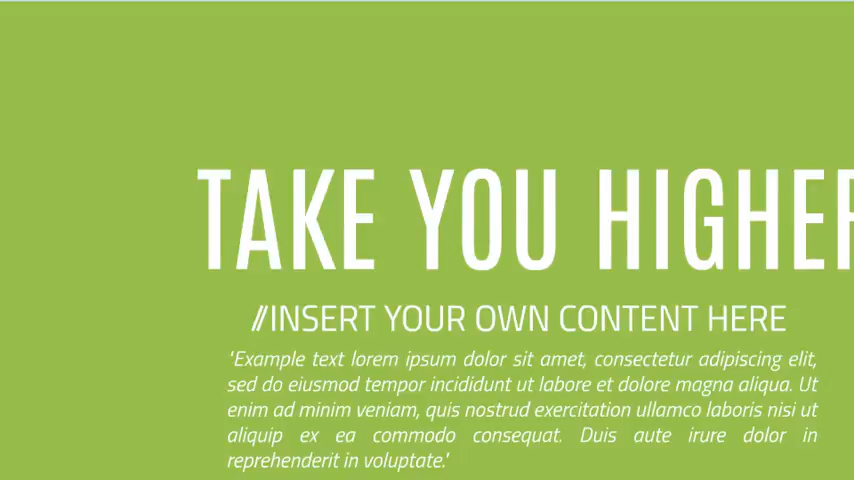 TAKE YOU HIGHER
//INSERT YOUR OWN CONTENT HERE
'Example text lorem ipsum dolor sit amet, consectetur adipiscing elit,
sed do eiusmod tempor incididunt ut labore et dolore magna aliqua. Ut
enim ad minim veniam, quis nostrud exercitation ullamco laboris nisi ut
aliquip ex ea commodo consequat. Duis aute irure dolor in
reprehenderit in voluptate.'